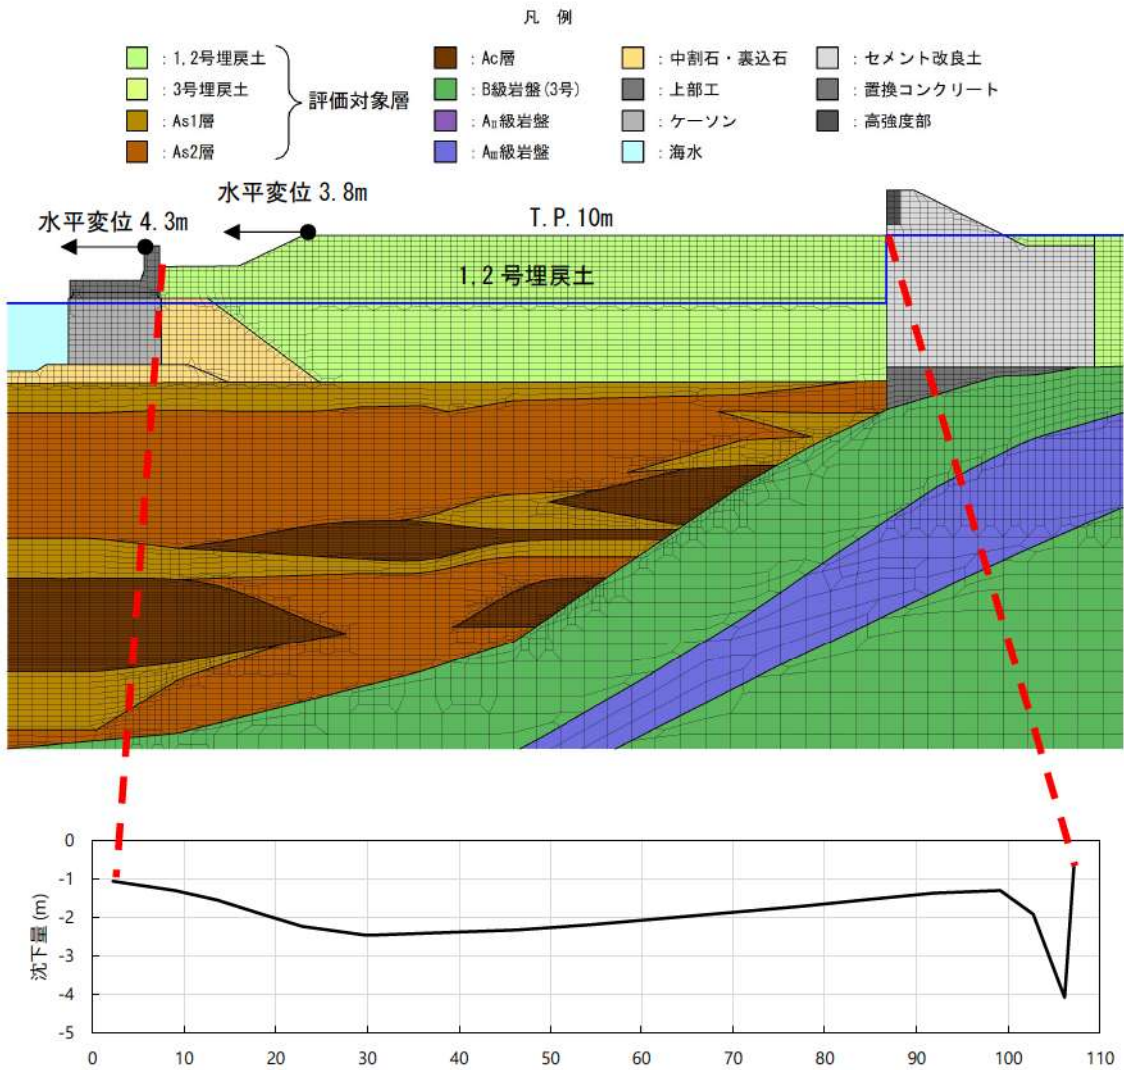 凡 例
：1, 2号埋戻土
：3号埋戻土
：As1層
：As2層
評価対象層
：Ac層
：B級岩盤(3号)
：AⅡ級岩盤
：AⅢ級岩盤
：中割石・裏込石
：上部工
：ケーソン
：海水
：セメント改良土
：置換コンクリート
：高強度部
水平変位 4.3m
水平変位 3.8m
T.P.10m
1,2 号埋戻土
沈下量(m)
0
-1
-2
-3
-4
-5
0 10 20 30 40 50 60 70 80 90 100 110